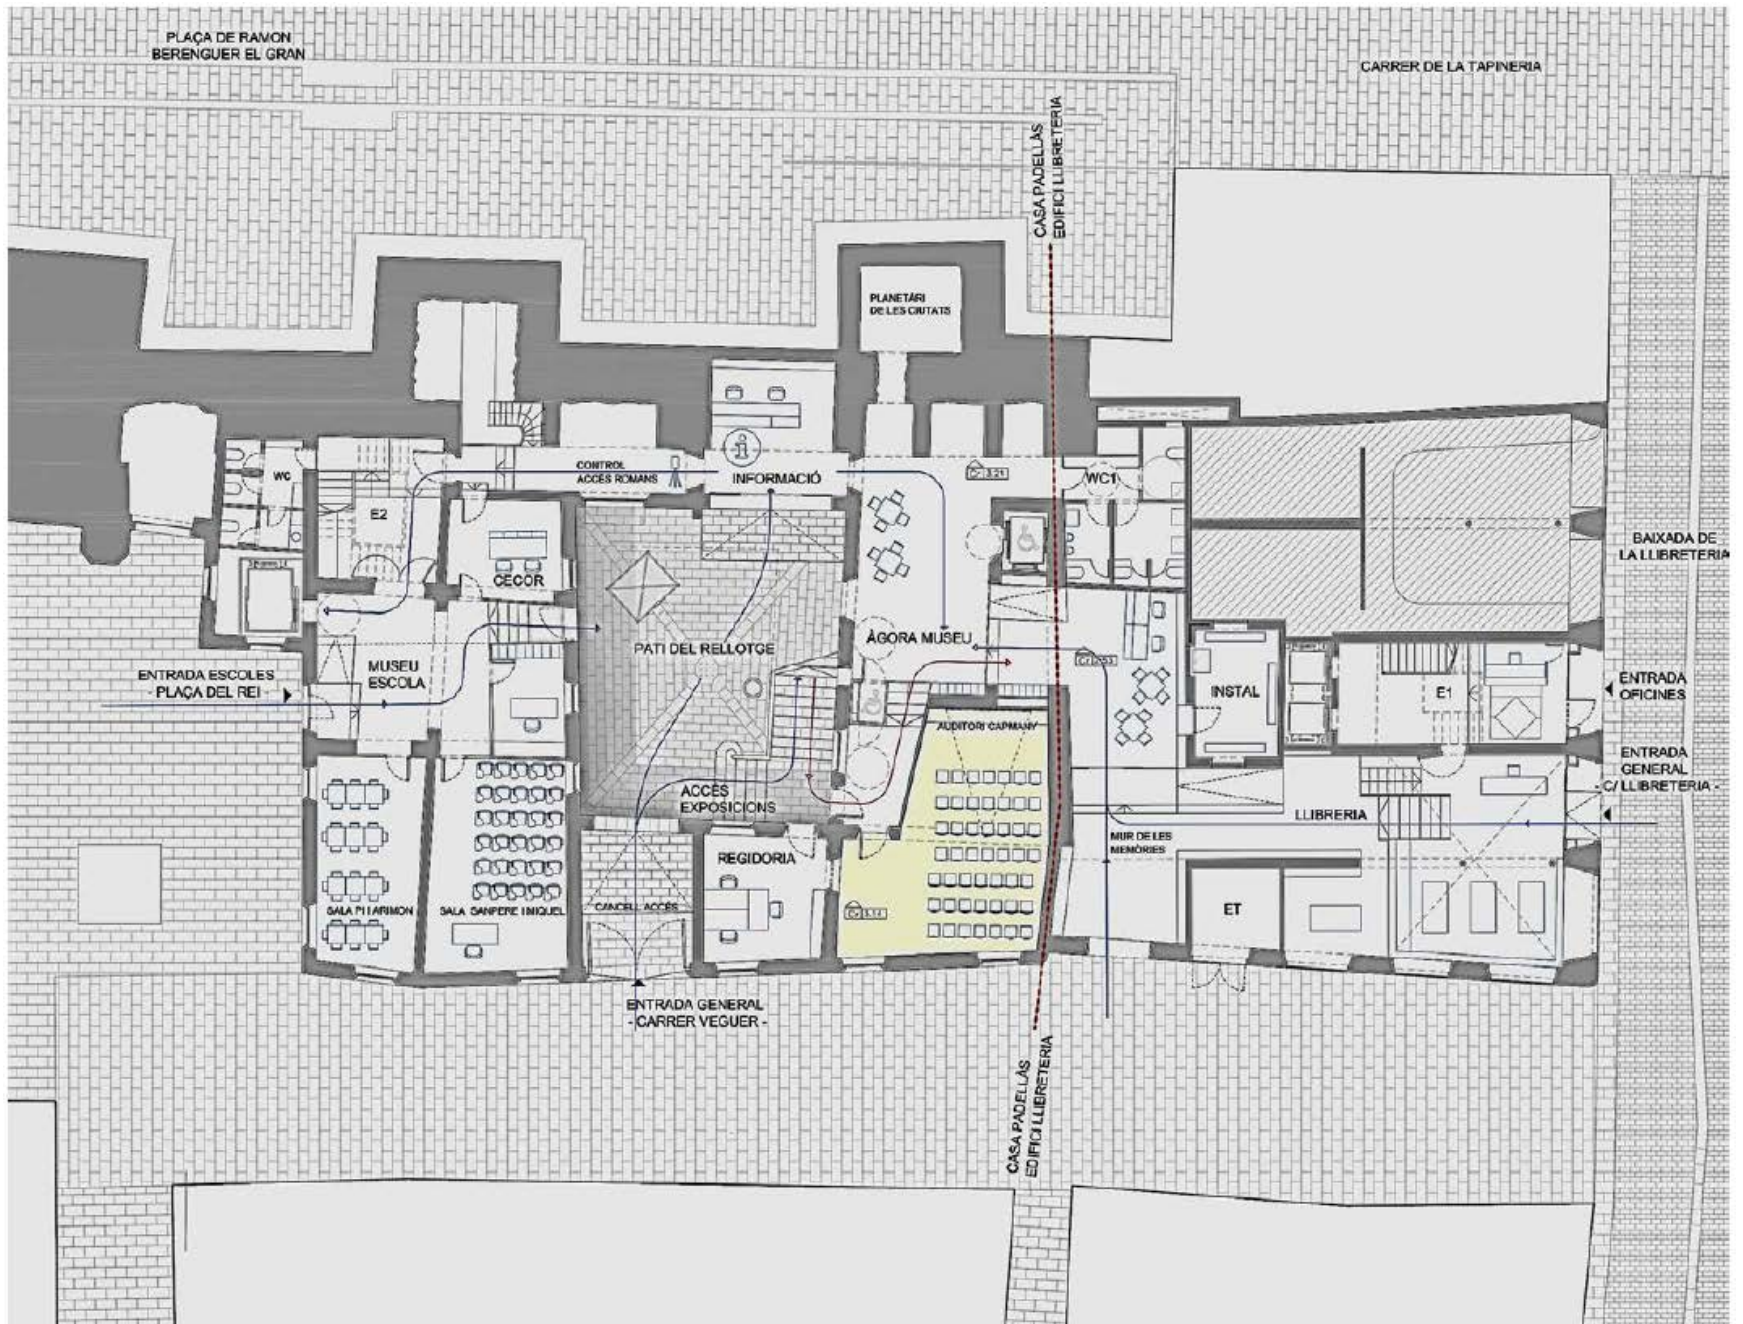 PLAÇA DE RAMON
BERENGUER EL GRAN
CARRER DE LA TAPINERIA
CASA PADELLÀS
EDIFICI LLIBRETERIA
PLANETÀRI
DE LES CIUTATS
CONTROL
ACCÉS ROMANS
i
INFORMACIÓ
WC
WC1
E2
CECOR
BAIXADA DE
LA LLIBRETERIA
PATI DEL RELLOTGE
ÀGORA MUSEU
MUSEU
ESCOLA
ENTRADA ESCOLES
- PLAÇA DEL REI -
INSTAL
E1
ENTRADA
OFICINES
AUDITORI CAPMANY
ENTRADA
GENERAL
- C/ LLIBRETERIA -
ACCÉS
EXPOSICIONS
LLIBRERIA
MUR DE LES
MEMÒRIES
REGIDORIA
SALA PI I ARIMON
SALA SANPERE I MIQUEL
CANCELL ACCÉS
ET
ENTRADA GENERAL
- CARRER VEGUER -
CASA PADELLÀS
EDIFICI LLIBRETERIA